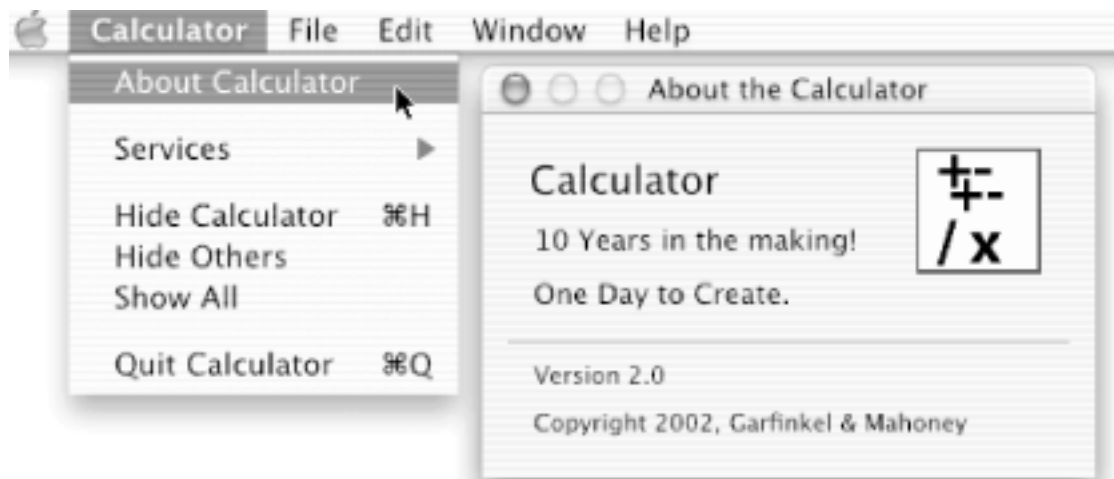 Calculator File Edit Window Help
About Calculator
Services
Hide Calculator ⌘H
Hide Others
Show All
Quit Calculator ⌘Q
About the Calculator
Calculator
10 Years in the making!
One Day to Create.
Version 2.0
Copyright 2002, Garfinkel & Mahoney
+-
+-
/ x